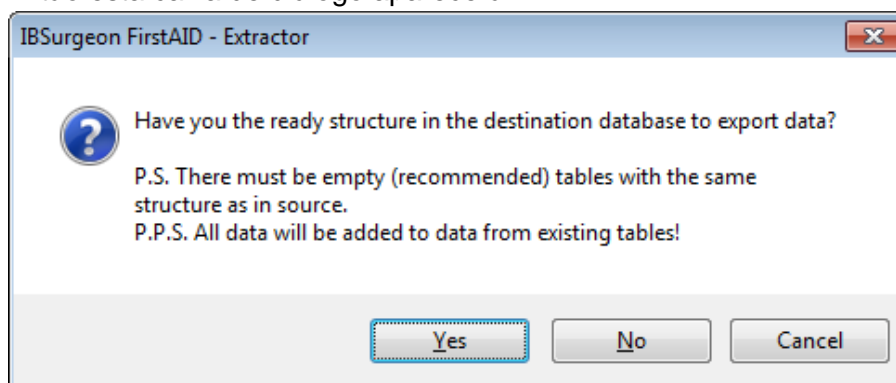 IBSurgeon FirstAID - Extractor
Have you the ready structure in the destination database to export data?
P.S. There must be empty (recommended) tables with the same
structure as in source.
P.P.S. All data will be added to data from existing tables!
Yes
No
Cancel